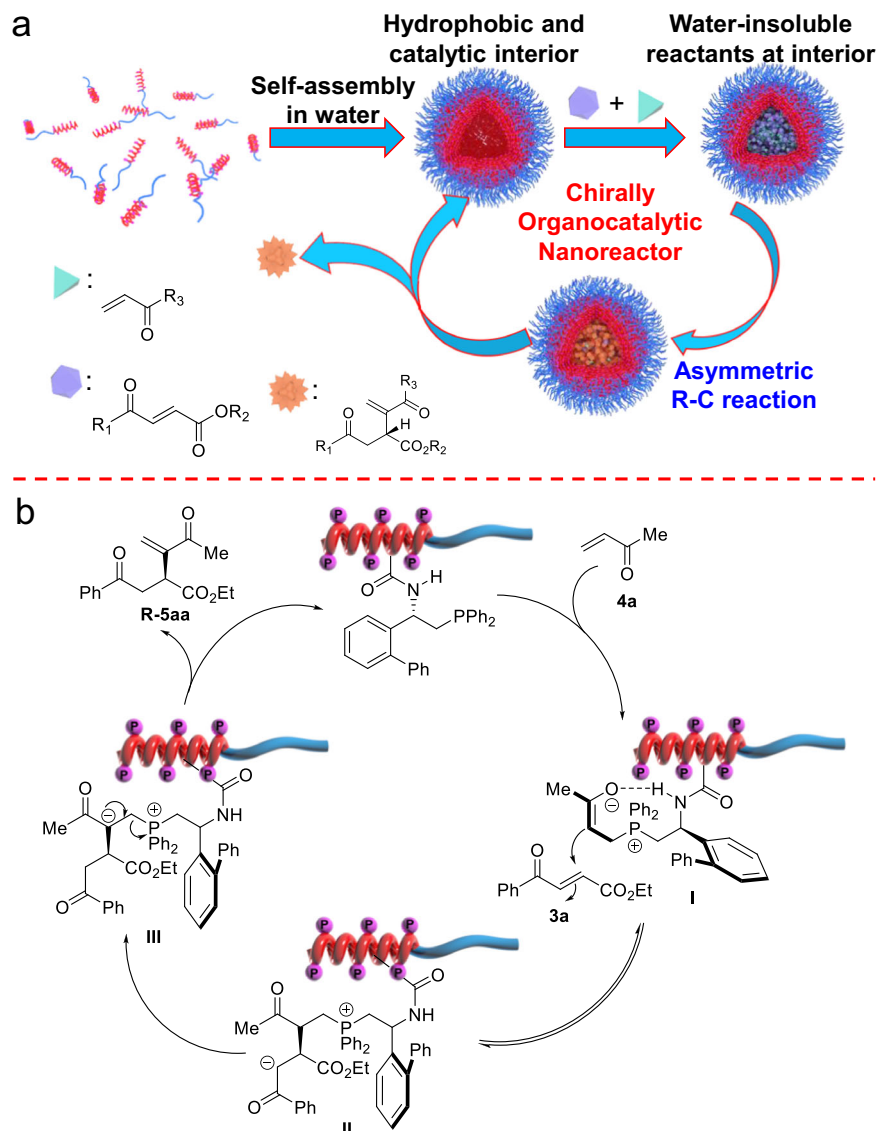 a
Hydrophobic and
catalytic interior
Water-insoluble
reactants at interior
Self-assembly
in water
+
Chirally
Organocatalytic
Nanoreactor
Asymmetric
R-C reaction
:
R3
O
:
O
R1
OR2
O
:
R3
O
O
H
R1
CO2R2
b
O
Me
O
Ph
CO2Et
R-5aa
P P P
P P
O
N
H
PPh2
Ph
Me
O
4a
P P P
P P P
O
NH
O
⊖
Me
⊕
P
Ph2
Ph
CO2Et
O
Ph
III
P P P
P P
Me
O
⊖
H
N
O
Ph2
P
⊕
Ph
O
Ph
OEt
O
3a
I
P P P
P P P
O
NH
O
Me
⊕
P
Ph2
Ph
⊖
CO2Et
O
Ph
II